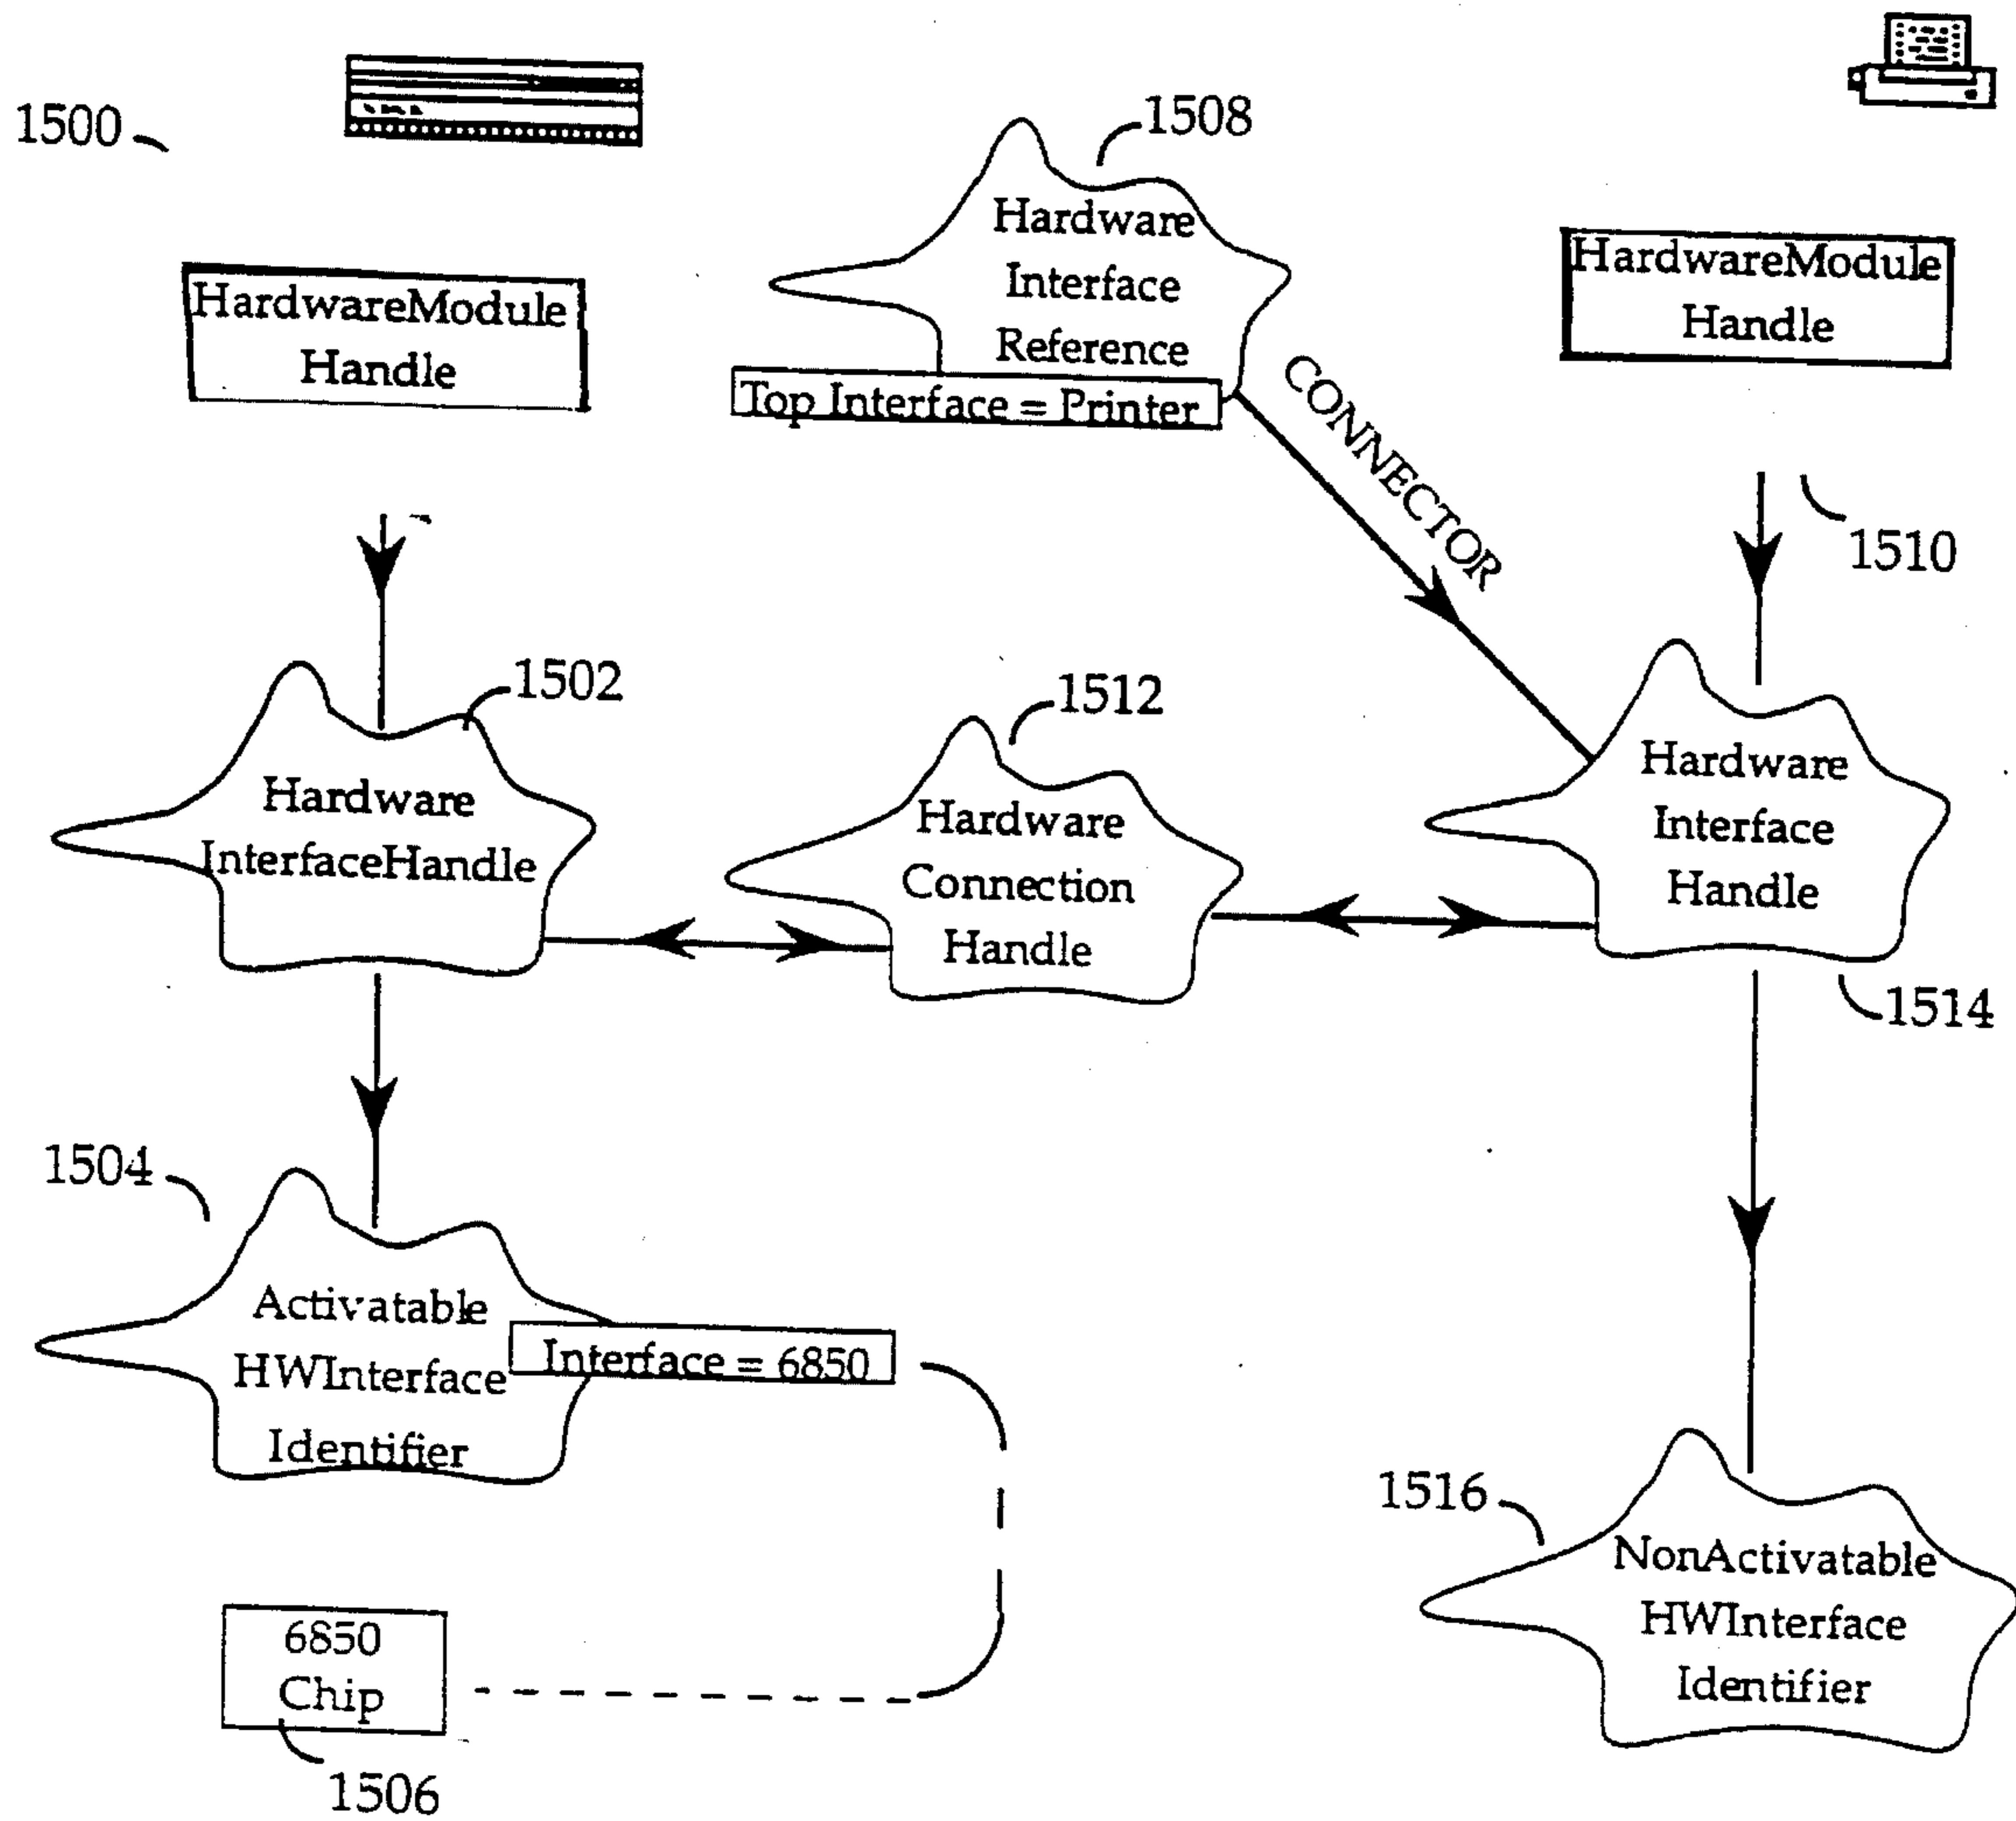 1500
1508
Hardware
Interface
Reference
Top Interface = Printer
HardwareModule
Handle
HardwareModule
Handle
CONNECTOR
1510
1502
Hardware
InterfaceHandle
1512
Hardware
Connection
Handle
Hardware
Interface
Handle
1514
1504
Activatable
HWInterface
Identifier
Interface = 6850
1516
NonActivatable
HWInterface
Identifier
6850
Chip
1506